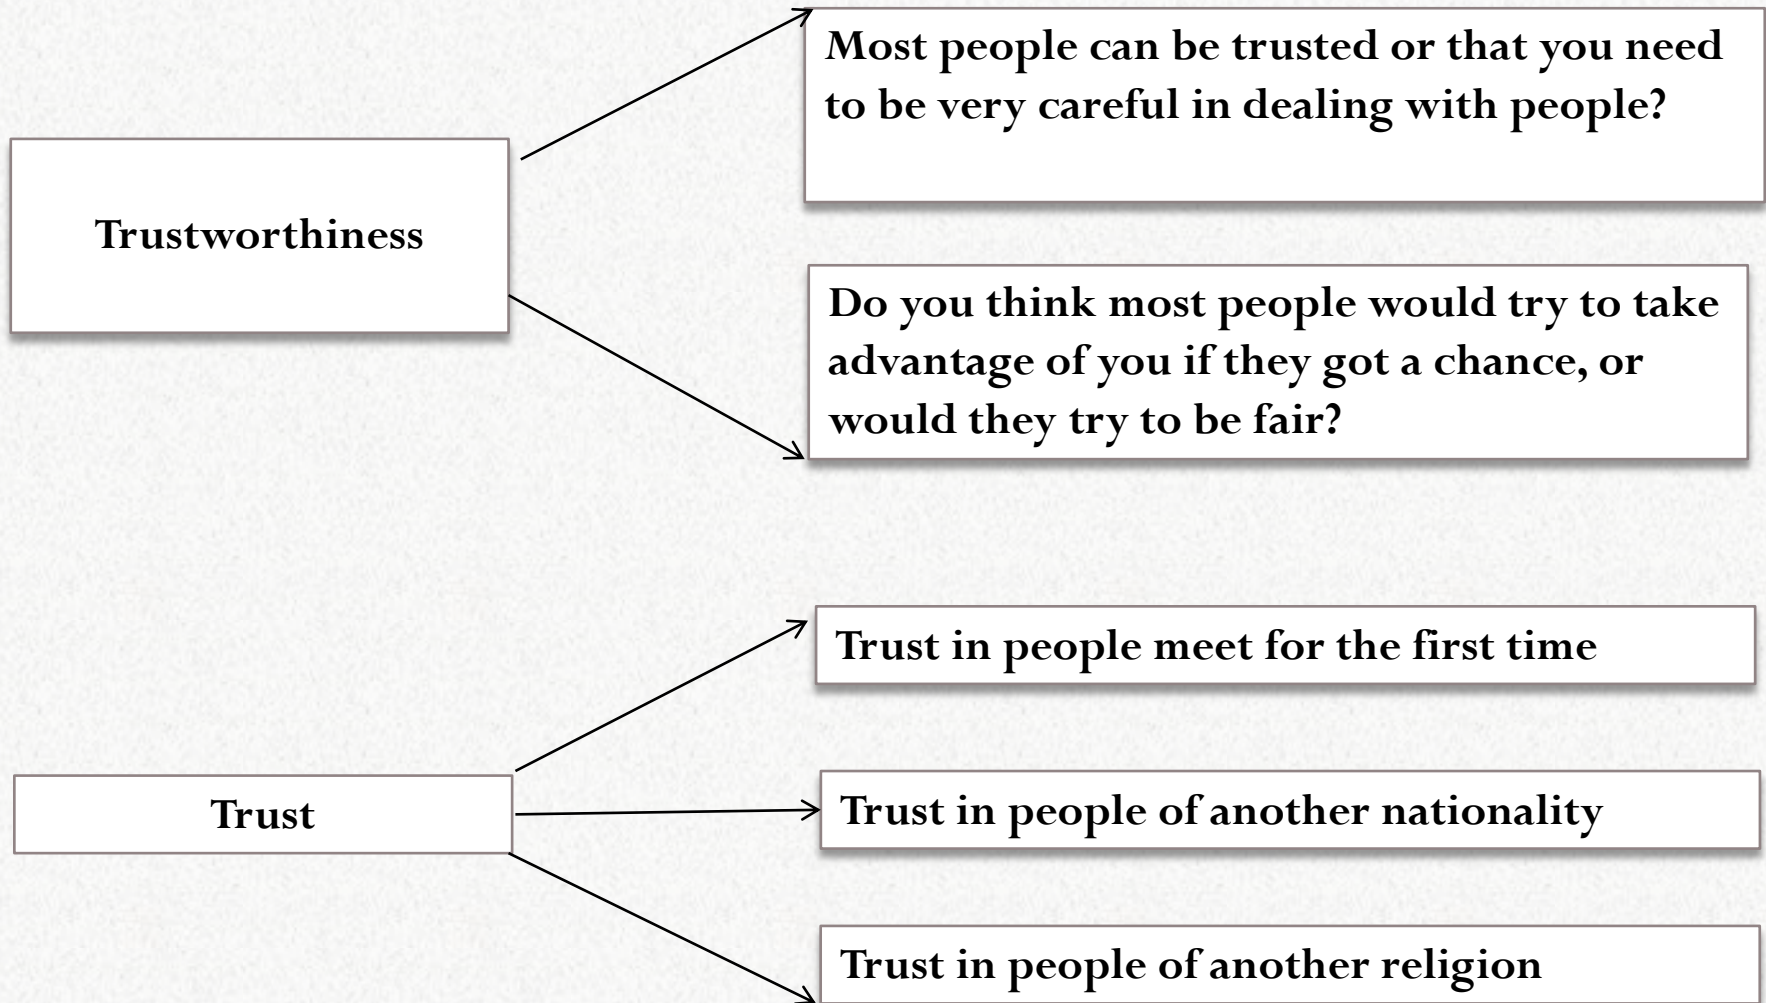 Most people can be trusted or that you need
to be very careful in dealing with people?
Trustworthiness
Do you think most people would try to take
advantage of you if they got a chance, or
would they try to be fair?
Trust in people meet for the first time
Trust
Trust in people of another nationality
Trust in people of another religion